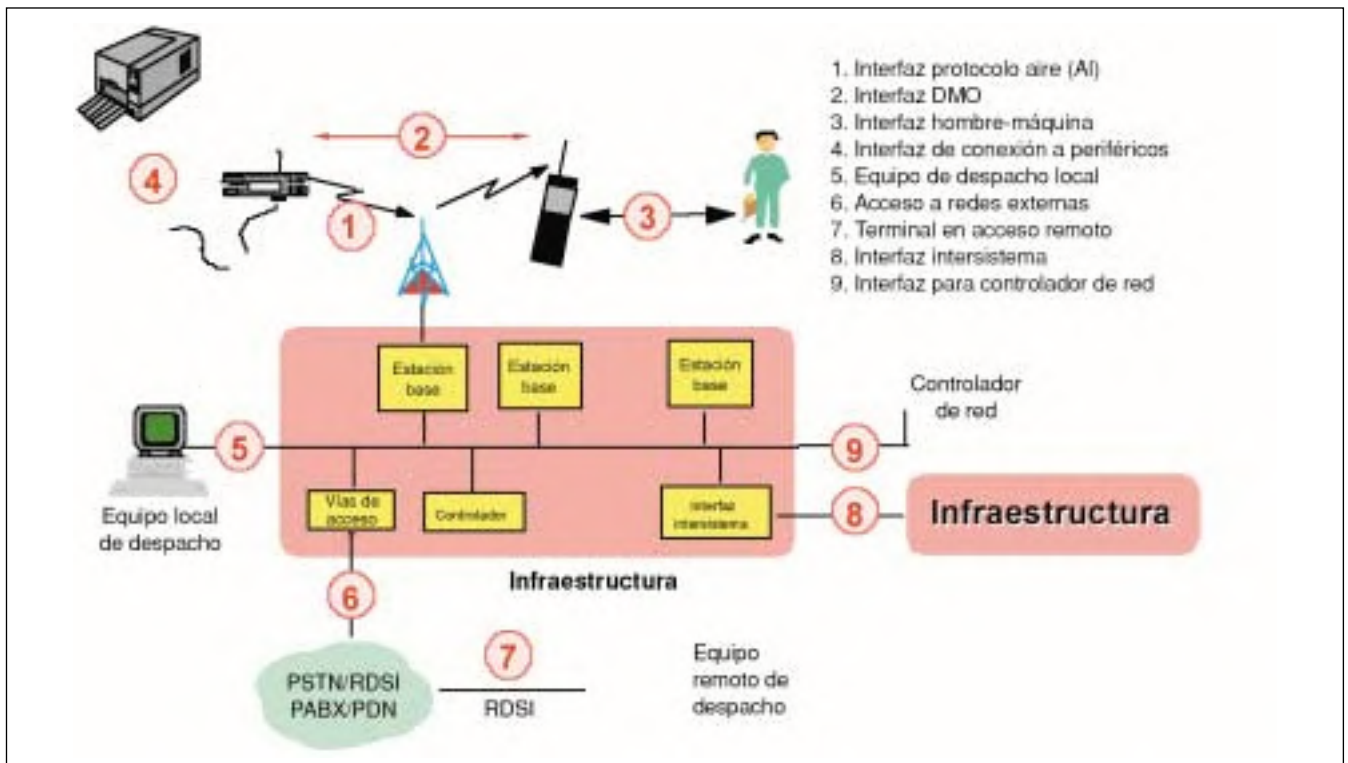 1. Interfaz protocolo aire (AI)
2. Interfaz DMO
3. Interfaz hombre-máquina
4. Interfaz de conexión a periféricos
5. Equipo de despacho local
6. Acceso a redes externas
7. Terminal en acceso remoto
8. Interfaz intersistema
9. Interfaz para controlador de red
2
4
1
3
Estación
base
Estación
base
Estación
base
Controlador
de red
5
9
Vías de
acceso
Controlador
Interfaz
intersistema
8
Infraestructura
Equipo local
de despacho
Infraestructura
6
7
PSTN/RDSI
PABX/PDN
RDSI
Equipo
remoto de
despacho